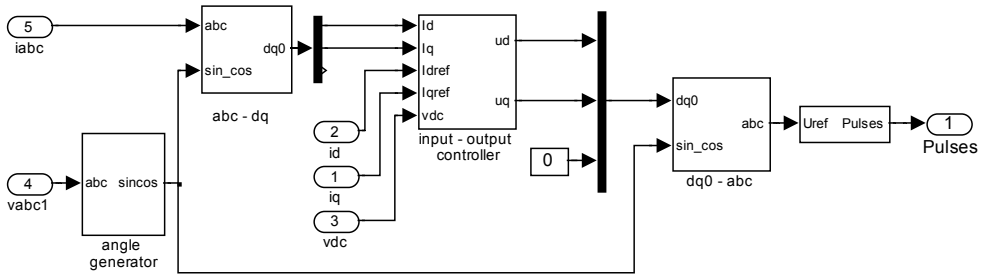 5
iabc
abc
sin_cos
dq0
abc - dq
Id
Iq
Idref
Iqref
vdc
ud
uq
input - output
controller
2
id
1
iq
3
vdc
4
vabc1
abc
sincos
angle
generator
0
dq0
sin_cos
abc
dq0 - abc
Uref
Pulses
1
Pulses